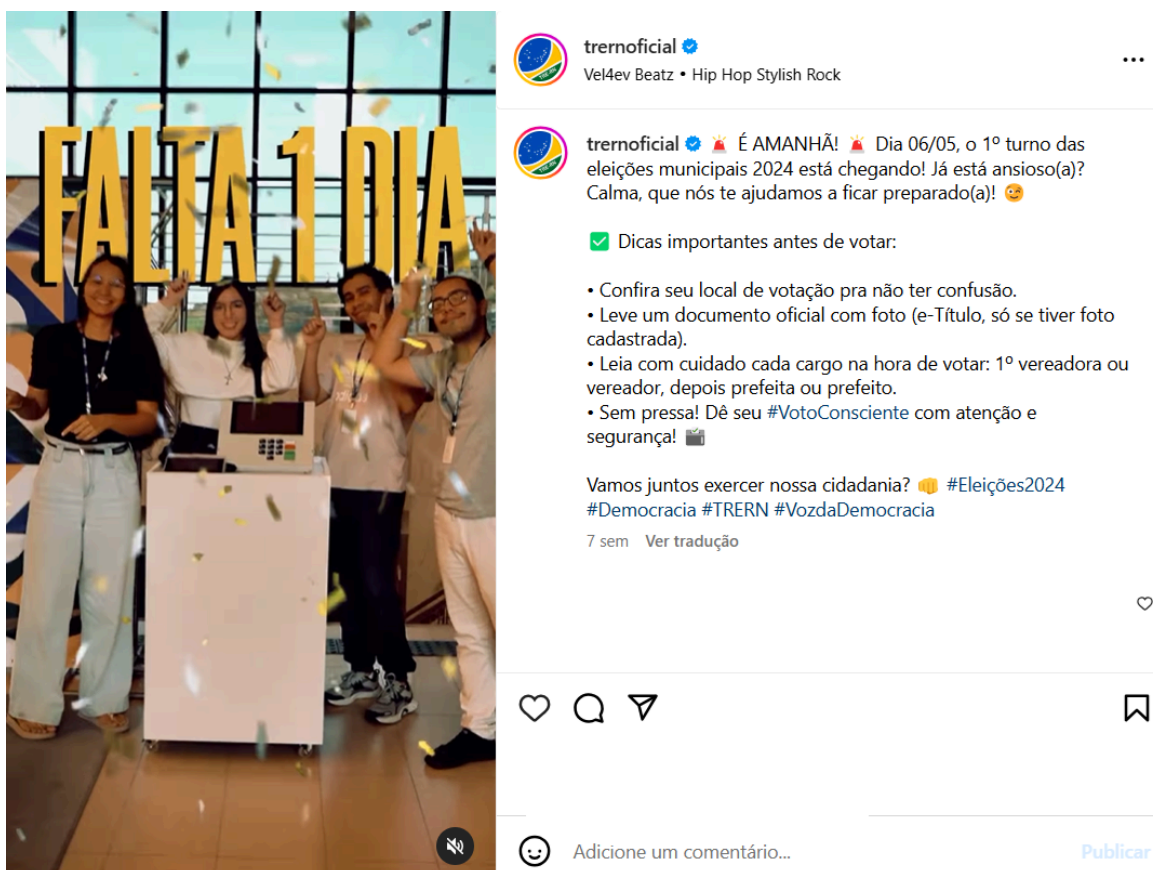 FALTA 1 DIA
trernoficial
Vel4ev Beatz • Hip Hop Stylish Rock
trernoficial 🚨 É AMANHÃ! 🚨 Dia 06/05, o 1º turno das
eleições municipais 2024 está chegando! Já está ansioso(a)?
Calma, que nós te ajudamos a ficar preparado(a)! 😉
✅ Dicas importantes antes de votar:
• Confira seu local de votação pra não ter confusão.
• Leve um documento oficial com foto (e-Título, só se tiver foto
cadastrada).
• Leia com cuidado cada cargo na hora de votar: 1º vereadora ou
vereador, depois prefeita ou prefeito.
• Sem pressa! Dê seu #VotoConsciente com atenção e
segurança! 🗳️
Vamos juntos exercer nossa cidadania? 👊 #Eleições2024
#Democracia #TRERN #VozdaDemocracia
7 sem Ver tradução
Adicione um comentário...
Publicar